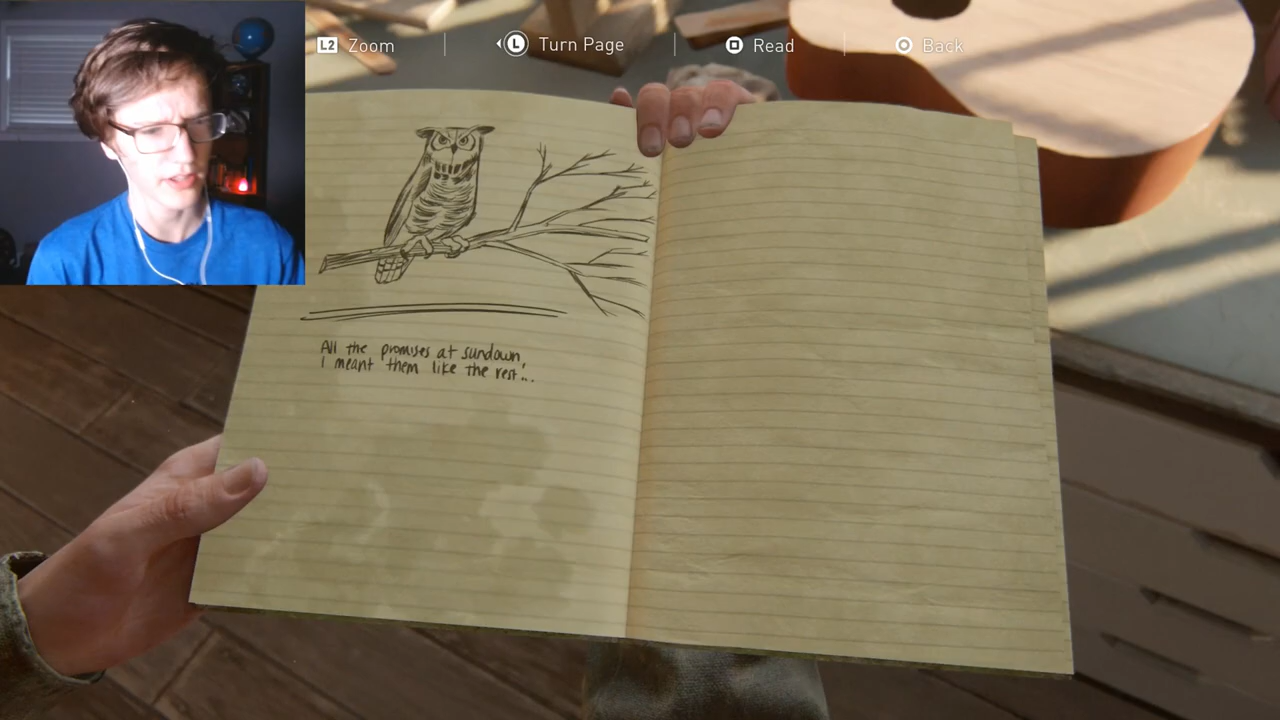 L2 Zoom
L Turn Page
Read
Back
All the promises at sundown,
I meant them like the rest...